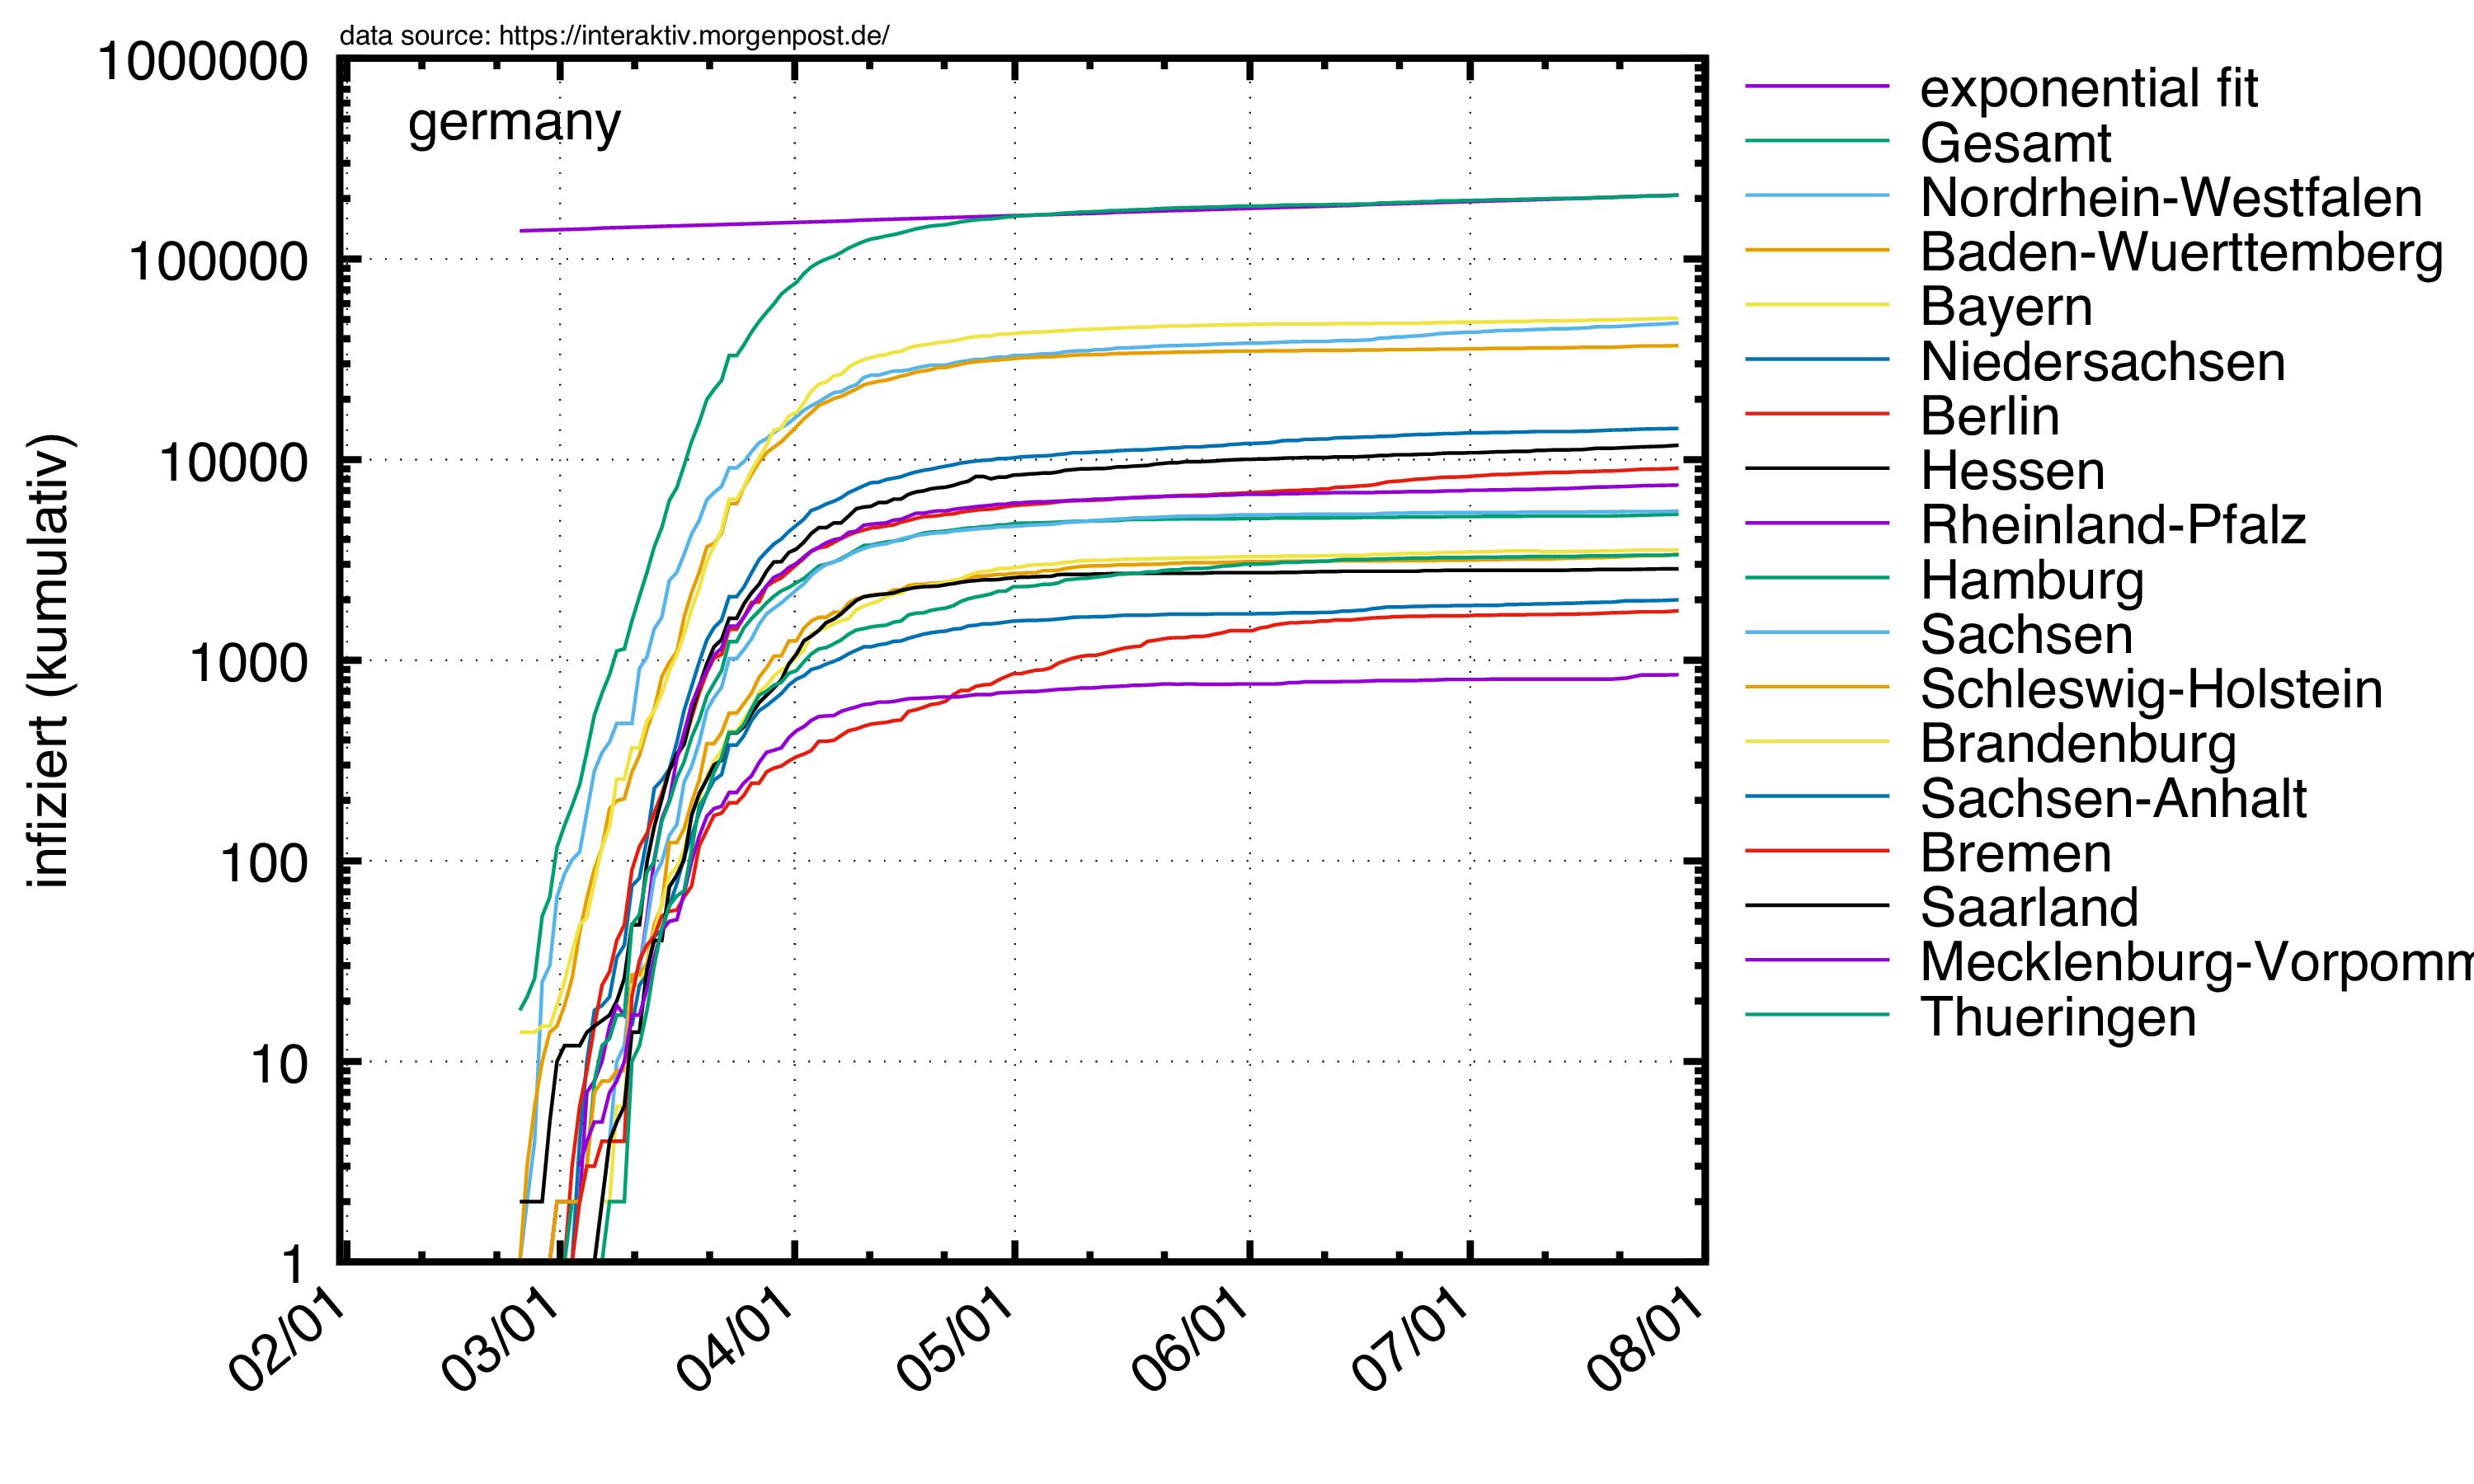 data source: https://interaktiv.morgenpost.de/
germany
infiziert (kumulativ)
1000000
100000
10000
1000
100
10
1
02/01
03/01
04/01
05/01
06/01
07/01
08/01
exponential fit
Gesamt
Nordrhein-Westfalen
Baden-Wuerttemberg
Bayern
Niedersachsen
Berlin
Hessen
Rheinland-Pfalz
Hamburg
Sachsen
Schleswig-Holstein
Brandenburg
Sachsen-Anhalt
Bremen
Saarland
Mecklenburg-Vorpomm
Thueringen